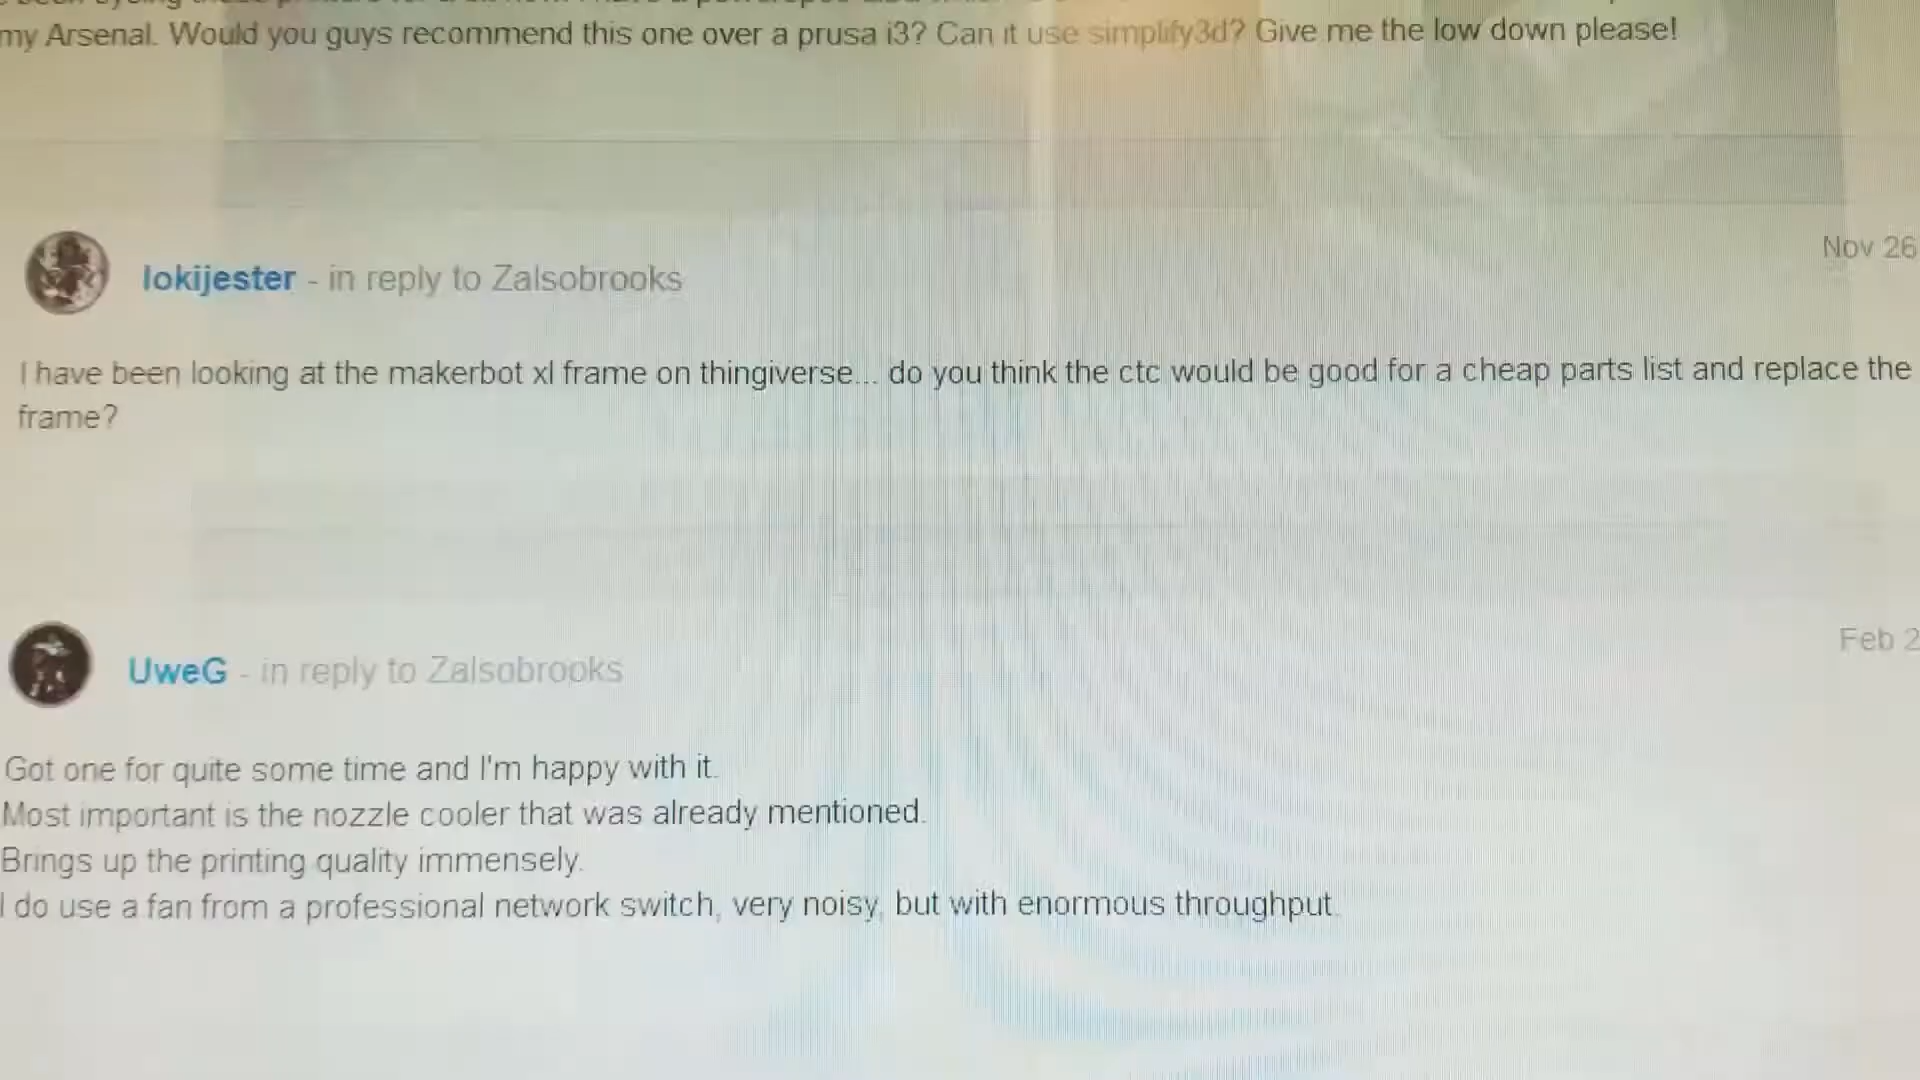 my Arsenal. Would you guys recommend this one over a prusa i3? Can it use simplify3d? Give me the low down please!
lokijester - in reply to Zalsobrooks
Nov 26
I have been looking at the makerbot xl frame on thingiverse... do you think the ctc would be good for a cheap parts list and replace the
frame?
UweG - in reply to Zalsobrooks
Feb 2
Got one for quite some time and I'm happy with it.
Most important is the nozzle cooler that was already mentioned.
Brings up the printing quality immensely.
I do use a fan from a professional network switch, very noisy, but with enormous throughput.